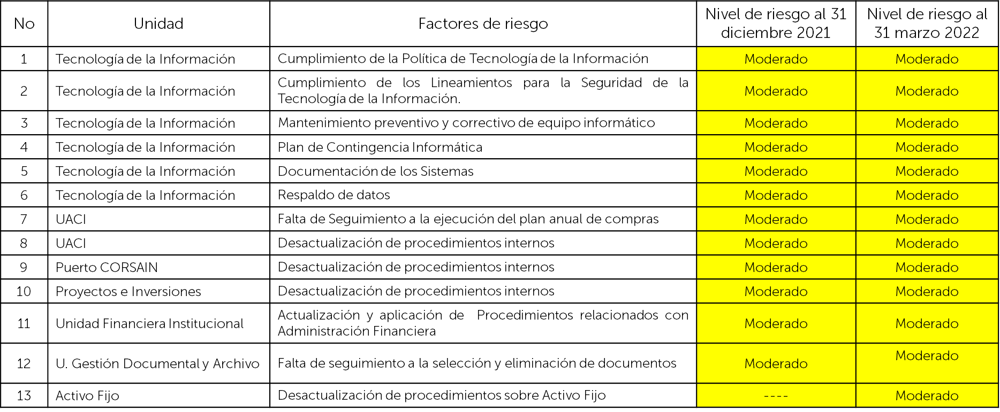 No Unidad Factores de riesgo Nivel de riesgo al 31 diciembre 2021 Nivel de riesgo al 31 marzo 2022
1 Tecnología de la Información Cumplimiento de la Política de Tecnología de la Información Moderado Moderado
2 Tecnología de la Información Cumplimiento de los Lineamientos para la Seguridad de la Tecnología de la Información. Moderado Moderado
3 Tecnología de la Información Mantenimiento preventivo y correctivo de equipo informático Moderado Moderado
4 Tecnología de la Información Plan de Contingencia Informática Moderado Moderado
5 Tecnología de la Información Documentación de los Sistemas Moderado Moderado
6 Tecnología de la Información Respaldo de datos Moderado Moderado
7 UACI Falta de Seguimiento a la ejecución del plan anual de compras Moderado Moderado
8 UACI Desactualización de procedimientos internos Moderado Moderado
9 Puerto CORSAIN Desactualización de procedimientos internos Moderado Moderado
10 Proyectos e Inversiones Desactualización de procedimientos internos Moderado Moderado
11 Unidad Financiera Institucional Actualización y aplicación de Procedimientos relacionados con Administración Financiera Moderado Moderado
12 U. Gestión Documental y Archivo Falta de seguimiento a la selección y eliminación de documentos Moderado Moderado
13 Activo Fijo Desactualización de procedimientos sobre Activo Fijo ---- Moderado